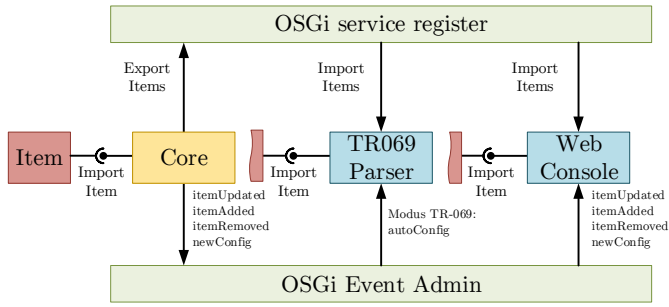 OSGi service register
Export
Items
Import
Items
Import
Items
Item
Import
Item
Core
Import
Item
TR069
Parser
Import
Item
Web
Console
itemUpdated
itemAdded
itemRemoved
newConfig
Modus TR-069:
autoConfig
itemUpdated
itemAdded
itemRemoved
newConfig
OSGi Event Admin